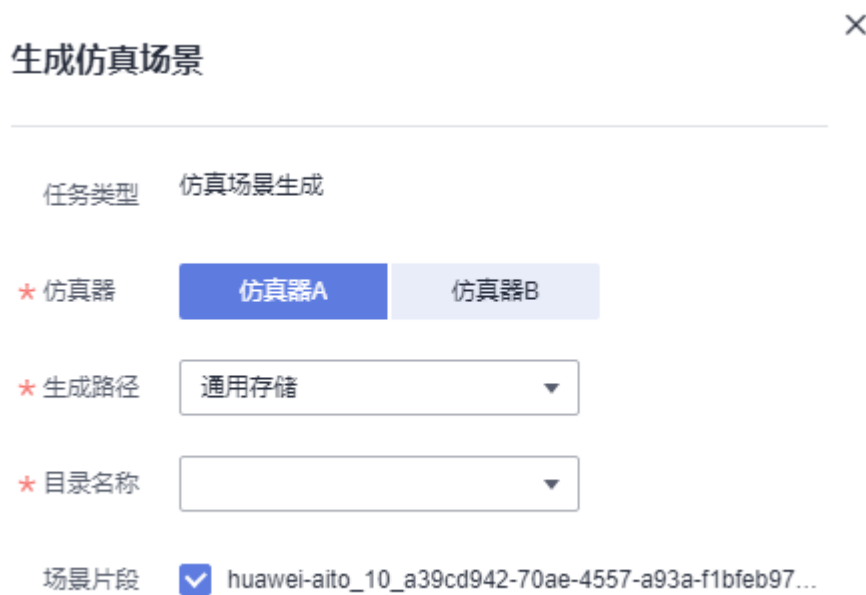 生成仿真场景
任务类型 仿真场景生成
* 仿真器 仿真器A 仿真器B
* 生成路径 通用存储
* 目录名称
场景片段 huawei-aito_10_a39cd942-70ae-4557-a93a-f1bfeb97...